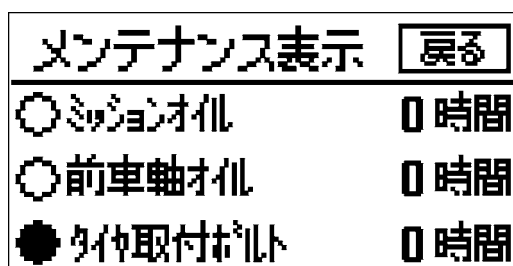 メンテナンス表示 戻る
○ミッションオイル 0時間
○前車軸オイル 0時間
●タイヤ取付ボルト 0時間